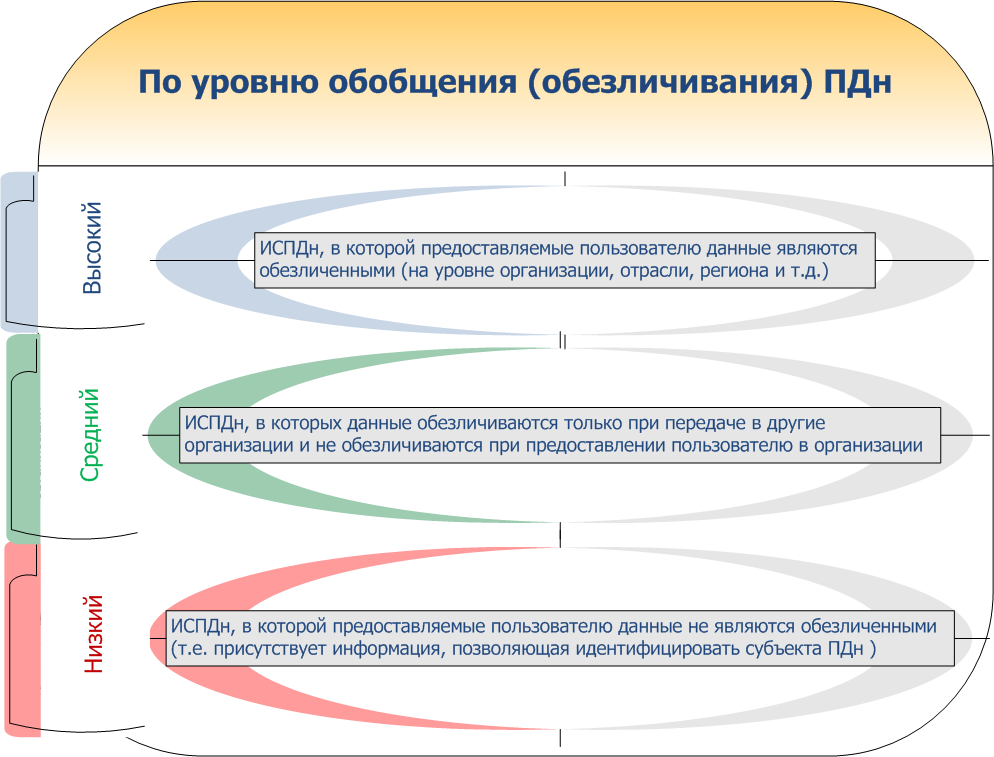 По уровню обобщения (обезличивания) ПДн
Высокий
ИСПДн, в которой предоставляемые пользователю данные являются
обезличенными (на уровне организации, отрасли, региона и т.д.)
Средний
ИСПДн, в которых данные обезличиваются только при передаче в другие
организации и не обезличиваются при предоставлении пользователю в организации
Низкий
ИСПДн, в которой предоставляемые пользователю данные не являются обезличенными
(т.е. присутствует информация, позволяющая идентифицировать субъекта ПДн )